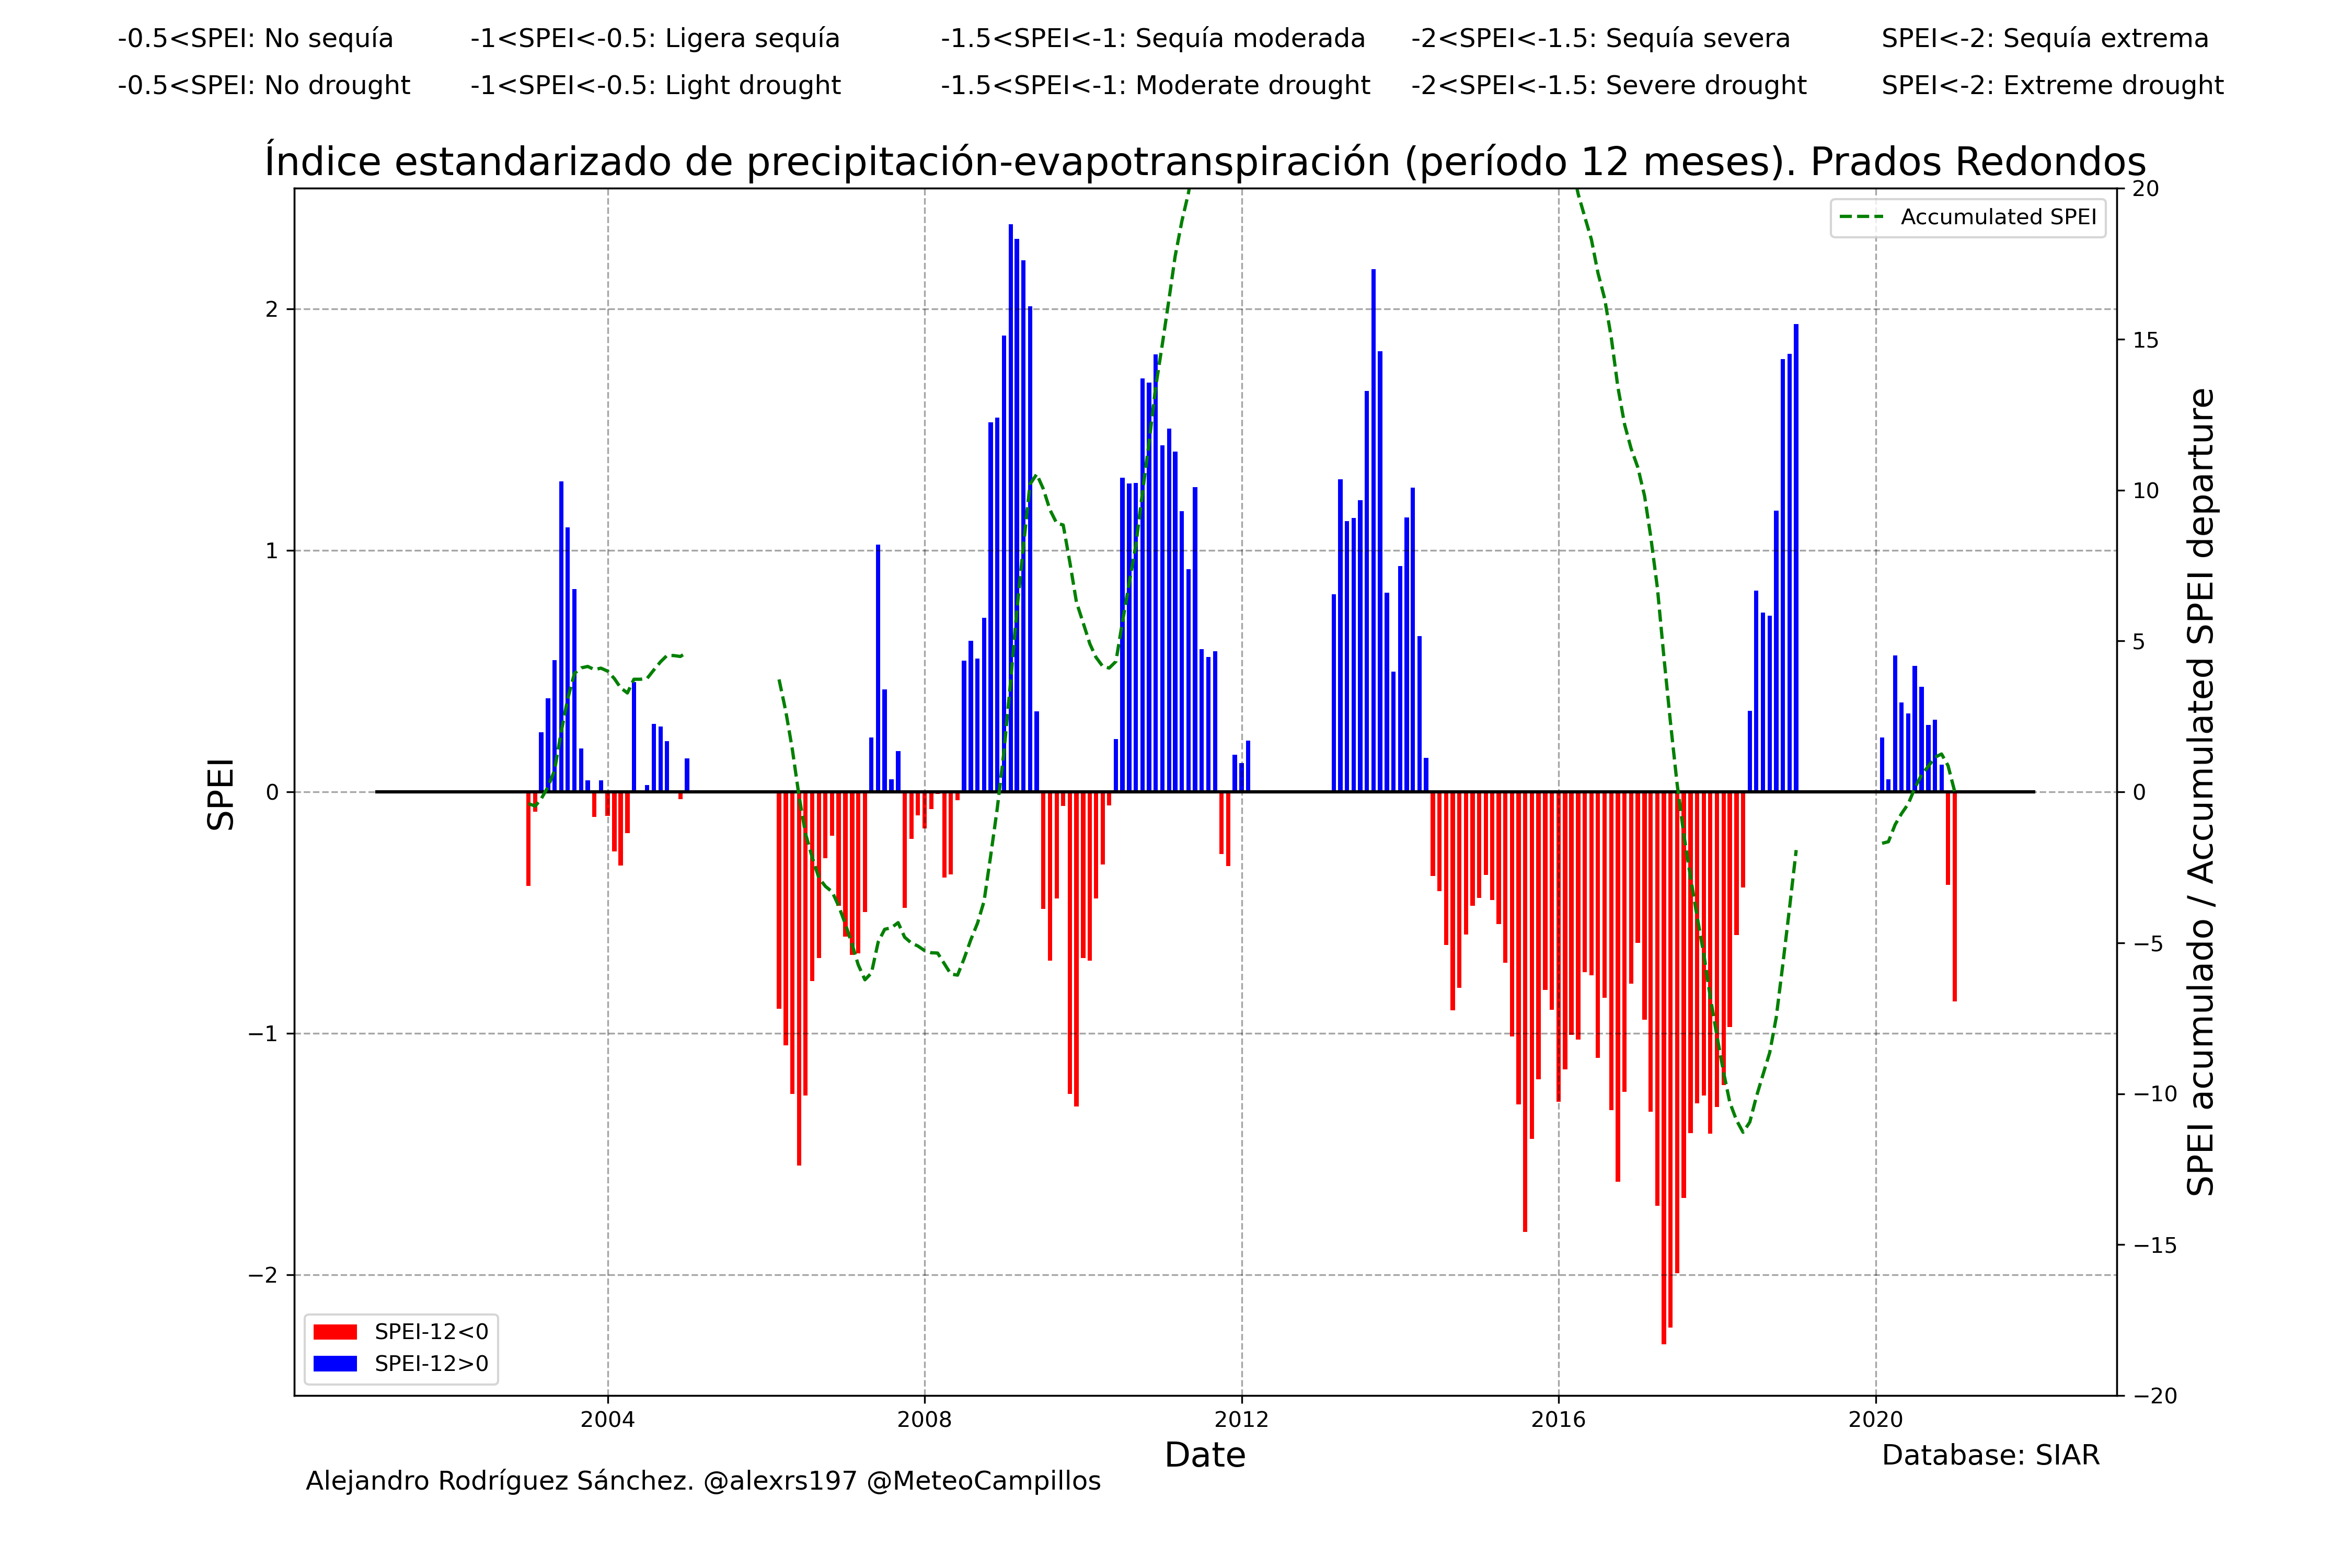 -0.5<SPEI: No sequía -1<SPEI<-0.5: Ligera sequía -1.5<SPEI<-1: Sequía moderada -2<SPEI<-1.5: Sequía severa SPEI<-2: Sequía extrema
-0.5<SPEI: No drought -1<SPEI<-0.5: Light drought -1.5<SPEI<-1: Moderate drought -2<SPEI<-1.5: Severe drought SPEI<-2: Extreme drought
Índice estandarizado de precipitación-evapotranspiración (período 12 meses). Prados Redondos
Accumulated SPEI
SPEI
2
1
0
−1
−2
20
15
10
5
0
−5
−10
−15
−20
SPEI acumulado / Accumulated SPEI departure
SPEI-12<0
SPEI-12>0
2004 2008 2012 2016 2020
Date
Database: SIAR
Alejandro Rodríguez Sánchez. @alexrs197 @MeteoCampillos